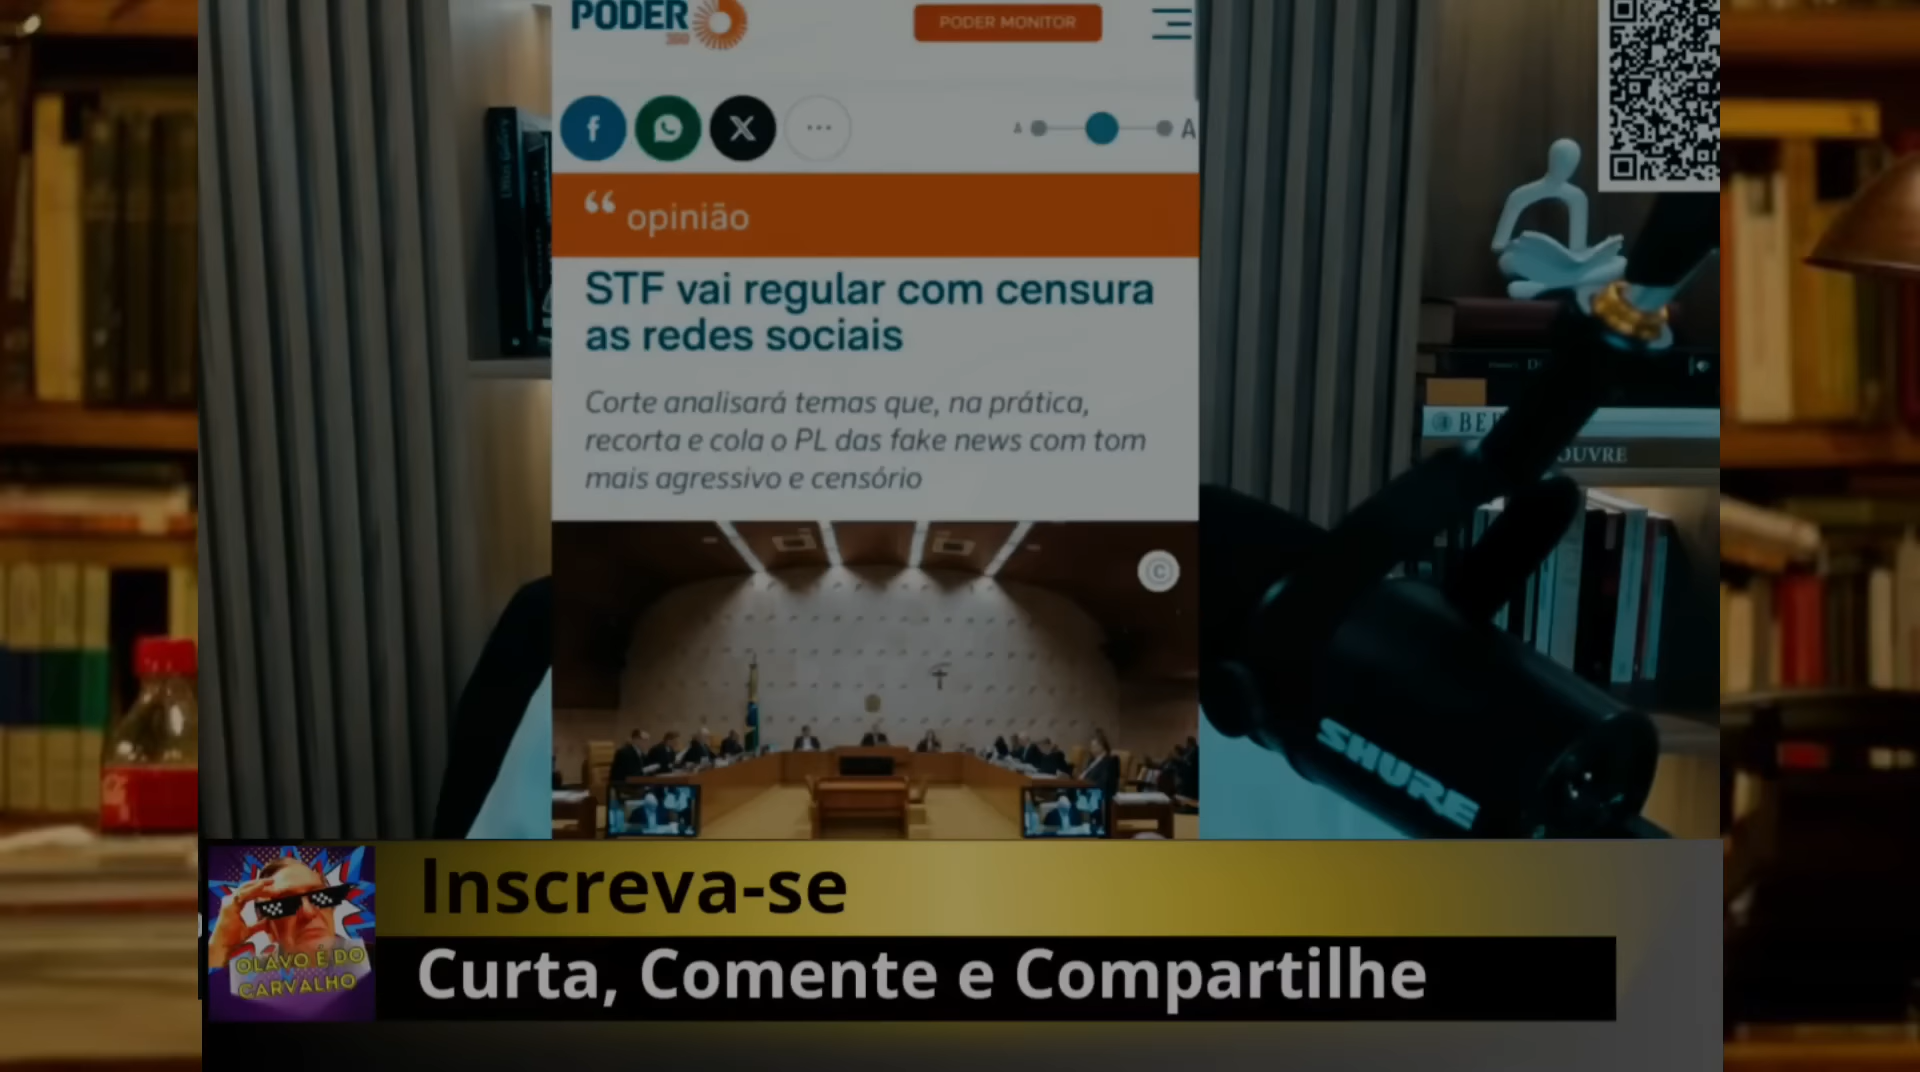 PODER
360
PODER MONITOR
A A
“ opinião
STF vai regular com censura
as redes sociais
Corte analisará temas que, na prática,
recorta e cola o PL das fake news com tom
mais agressivo e censório
©
OUVRE
SHURE
Inscreva-se
Curta, Comente e Compartilhe
OLAVO É DO
CARVALHO